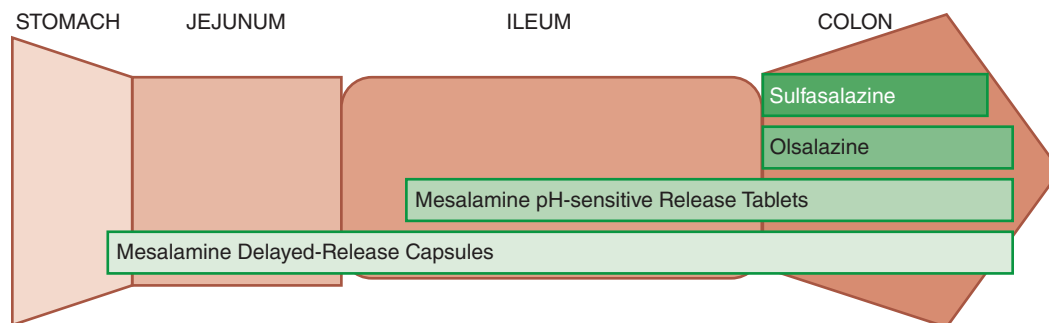 STOMACH JEJUNUM ILEUM COLON
Sulfasalazine
Olsalazine
Mesalamine pH-sensitive Release Tablets
Mesalamine Delayed-Release Capsules